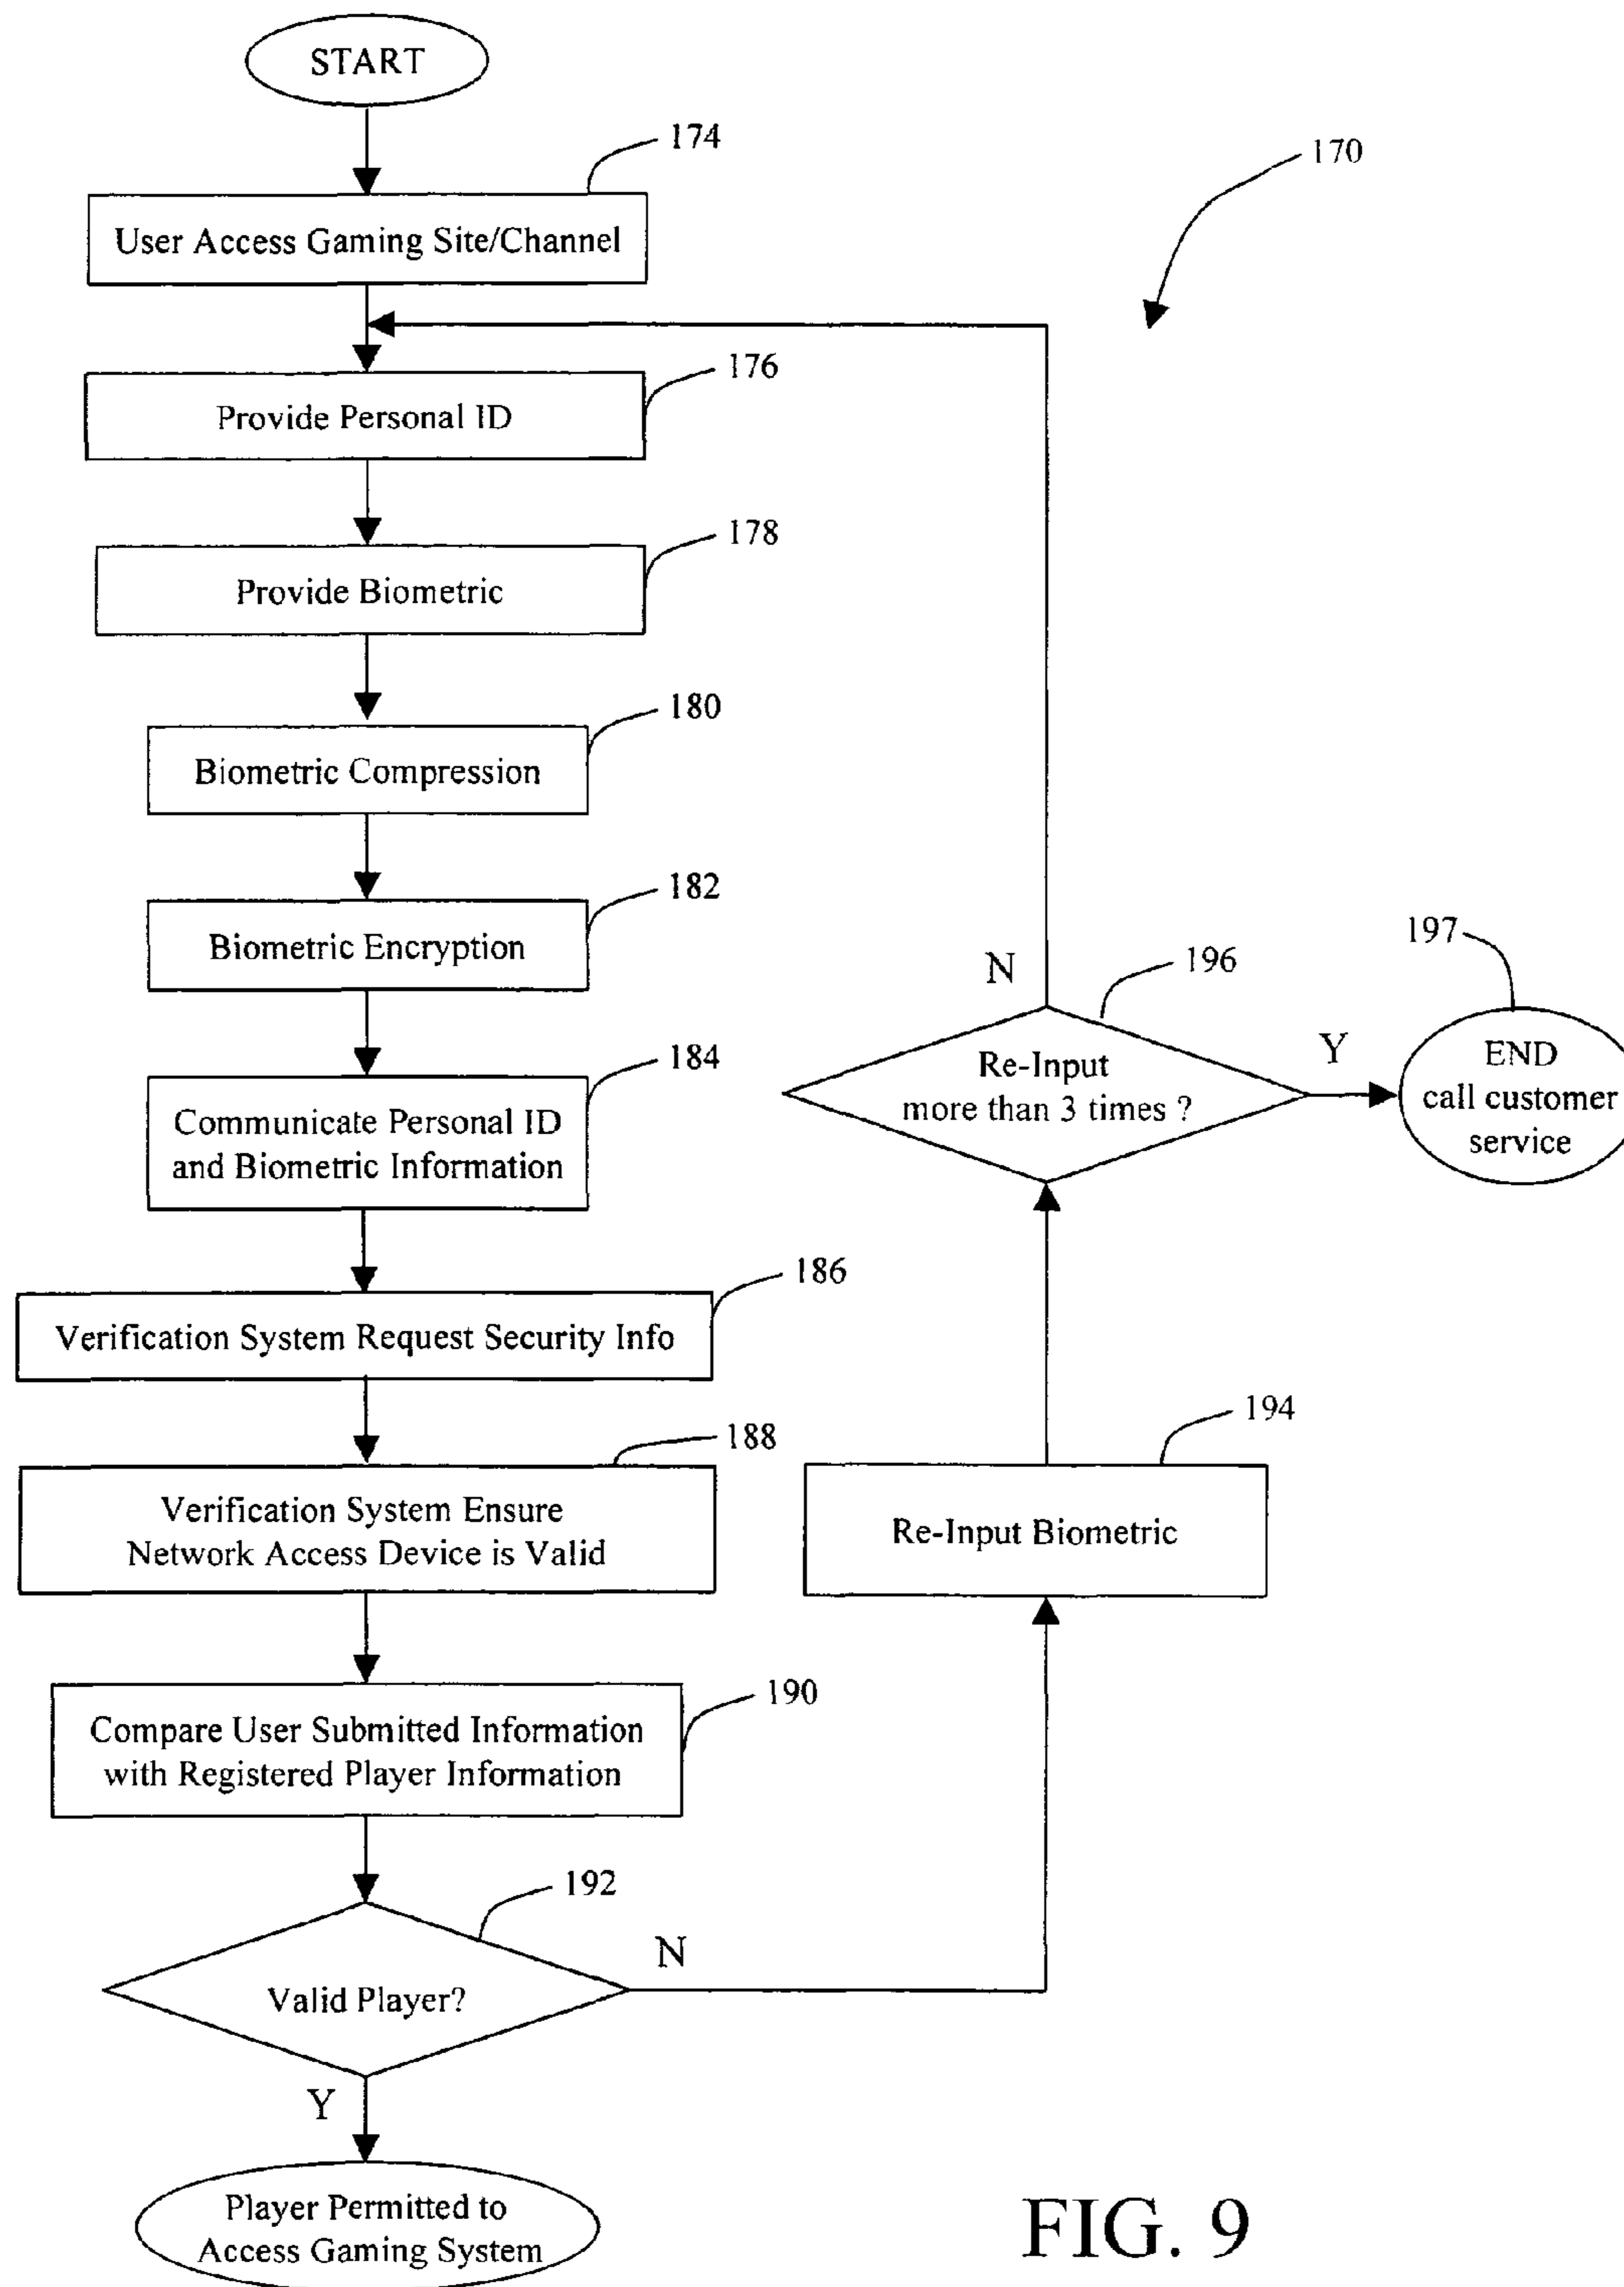 START
174
170
User Access Gaming Site/Channel
176
Provide Personal ID
178
Provide Biometric
180
Biometric Compression
182
Biometric Encryption
184
Communicate Personal ID
and Biometric Information
186
Verification System Request Security Info
188
Verification System Ensure
Network Access Device is Valid
190
Compare User Submitted Information
with Registered Player Information
192
Valid Player?
N
Y
Player Permitted to
Access Gaming System
194
Re-Input Biometric
196
N
Re-Input
more than 3 times ?
Y
197
END
call customer
service
FIG. 9